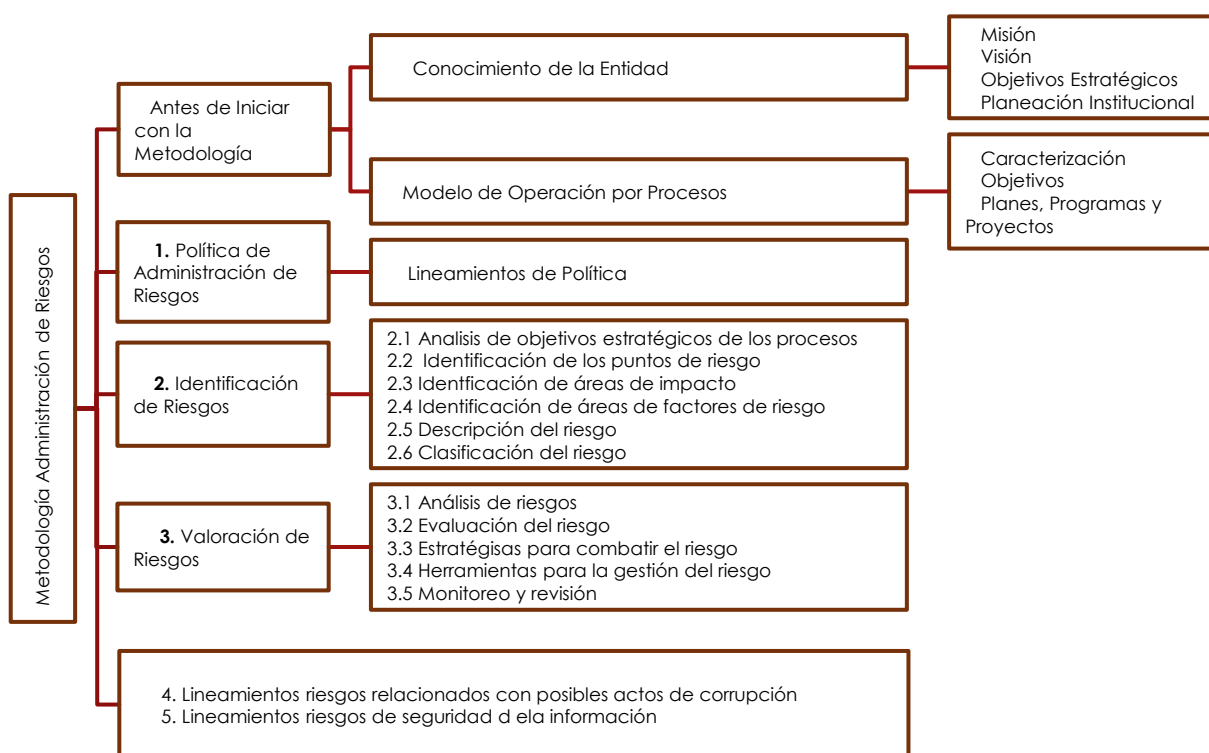 Metodología Administración de Riesgos
Antes de Iniciar
con la
Metodología
Conocimiento de la Entidad
Misión
Visión
Objetivos Estratégicos
Planeación Institucional
Modelo de Operación por Procesos
Caracterización
Objetivos
Planes, Programas y
Proyectos
1. Política de
Administración de
Riesgos
Lineamientos de Política
2. Identificación
de Riesgos
2.1 Analisis de objetivos estratégicos de los procesos
2.2 Identificación de los puntos de riesgo
2.3 Identficación de áreas de impacto
2.4 Identificación de áreas de factores de riesgo
2.5 Descripción del riesgo
2.6 Clasificación del riesgo
3. Valoración de
Riesgos
3.1 Análisis de riesgos
3.2 Evaluación del riesgo
3.3 Estratégisas para combatir el riesgo
3.4 Herramientas para la gestión del riesgo
3.5 Monitoreo y revisión
4. Lineamientos riesgos relacionados con posibles actos de corrupción
5. Lineamientos riesgos de seguridad d ela información